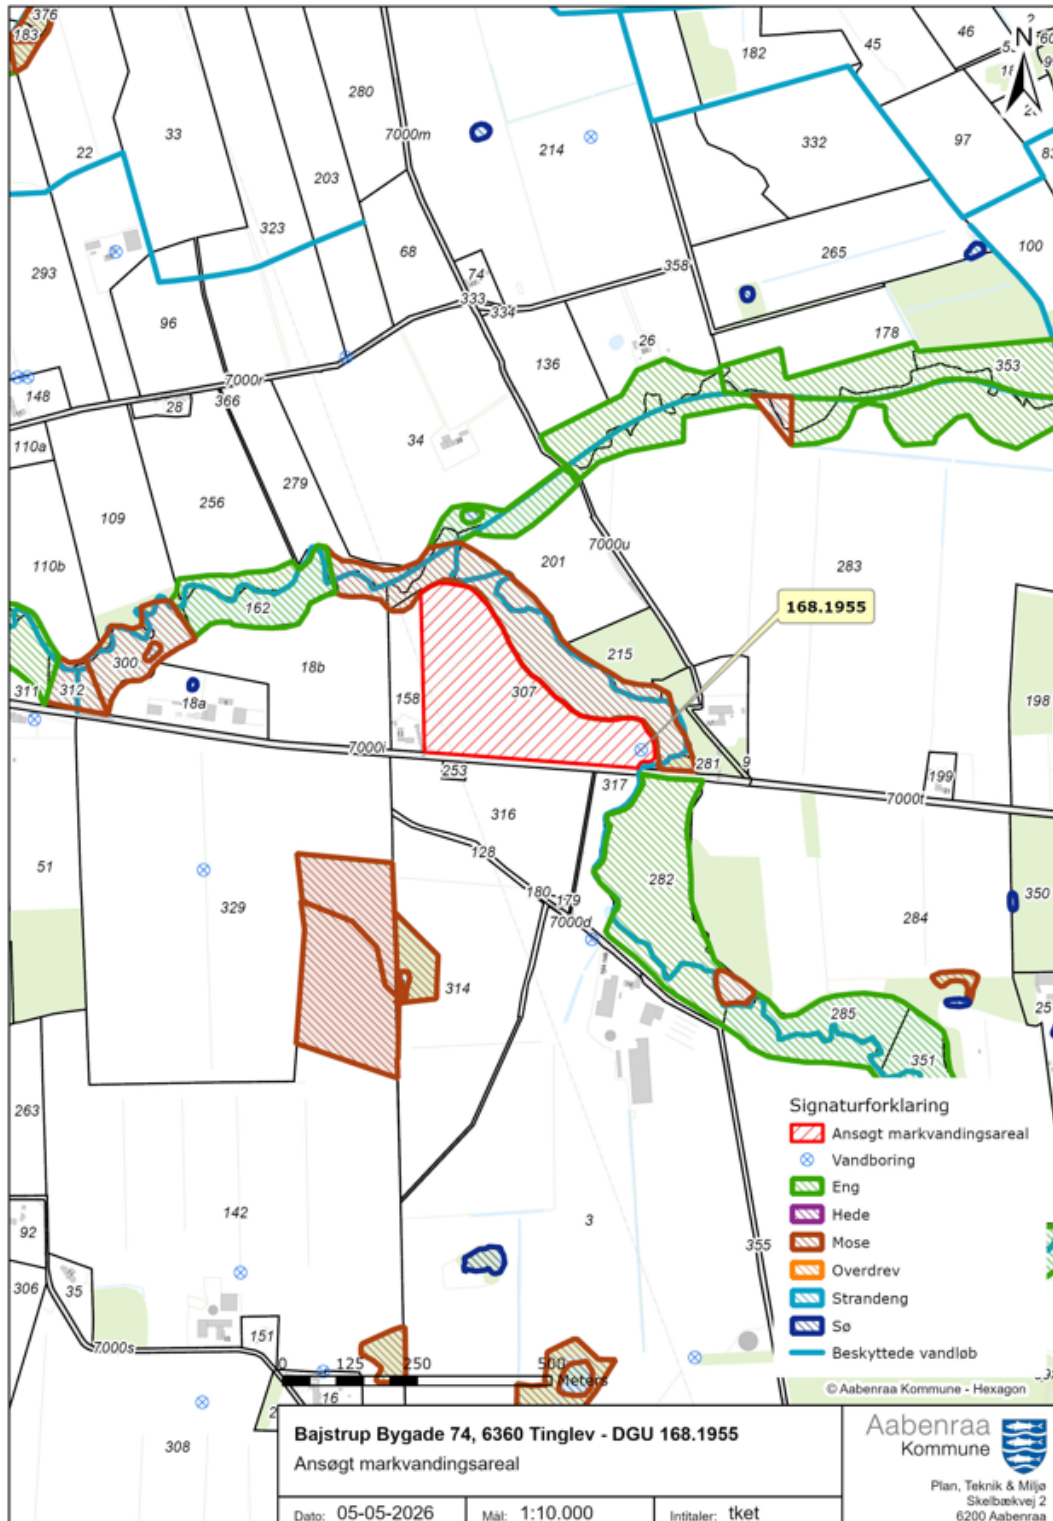 376
183
22
33
280
7000m
214
182
45
46
N
332
97
203
323
293
68
74
333
334
358
265
100
96
26
136
178
353
148
7000r
366
28
110a
34
279
256
109
110b
7000u
201
283
162
168.1955
215
300
18b
307
158
311
312
18a
198
7000i
253
281
9
317
199
7000t
316
128
51
180
179
282
7000d
329
350
284
314
285
351
263
Signaturforklaring
Ansøgt markvandingsareal
Vandboring
Eng
Hede
Mose
Overdrev
Strandeng
Sø
Beskyttede vandløb
142
3
355
92
306
35
7000s
151
0 125 250 500
Meters
16
308
© Aabenraa Kommune - Hexagon
Bajstrup Bygade 74, 6360 Tinglev - DGU 168.1955
Ansøgt markvandingsareal
Dato: 05-05-2026 Mål: 1:10.000 Intitaler: tket
Aabenraa
Kommune
Plan, Teknik & Miljø
Skelbækvej 2
6200 Aabenraa